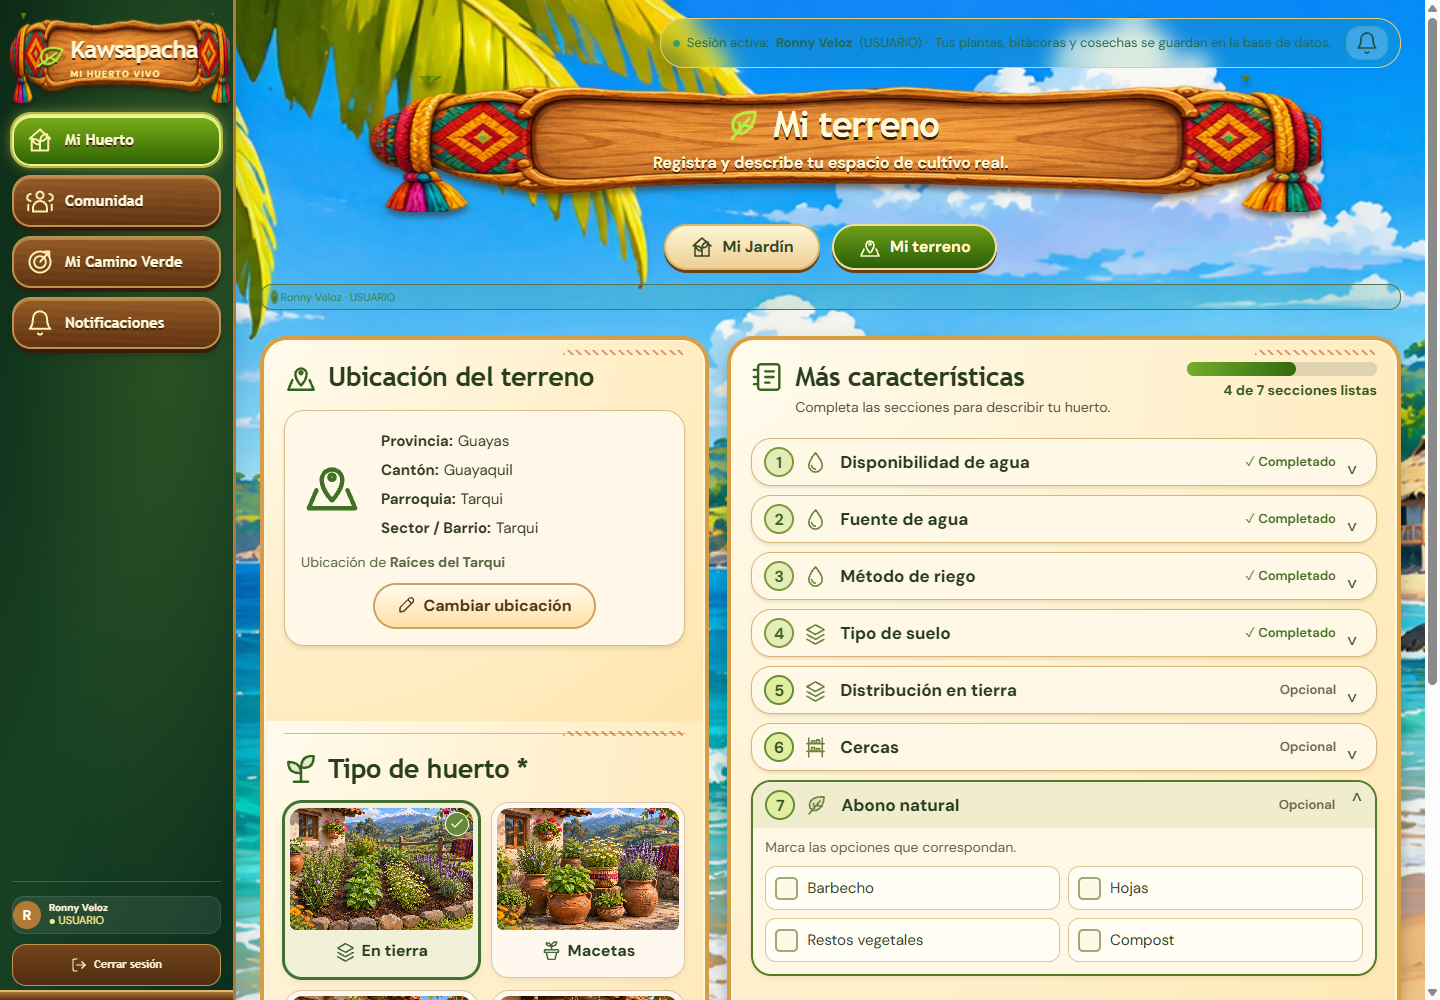 Kawsapacha
MI HUERTO VIVO
Mi Huerto
Comunidad
Mi Camino Verde
Notificaciones
Ronny Veloz
● USUARIO
R
Cerrar sesión
Sesión activa: Ronny Veloz (USUARIO) · Tus plantas, bitácoras y cosechas se guardan en la base de datos.
Mi terreno
Registra y describe tu espacio de cultivo real.
Mi Jardín
Mi terreno
Ronny Veloz · USUARIO
Ubicación del terreno
Provincia: Guayas
Cantón: Guayaquil
Parroquia: Tarqui
Sector / Barrio: Tarqui
Ubicación de Raíces del Tarqui
Cambiar ubicación
Tipo de huerto *
En tierra
Macetas
Más características
Completa las secciones para describir tu huerto.
4 de 7 secciones listas
1 Disponibilidad de agua ✓ Completado v
2 Fuente de agua ✓ Completado v
3 Método de riego ✓ Completado v
4 Tipo de suelo ✓ Completado v
5 Distribución en tierra Opcional v
6 Cercas Opcional v
7 Abono natural Opcional ^
Marca las opciones que correspondan.
Barbecho
Hojas
Restos vegetales
Compost